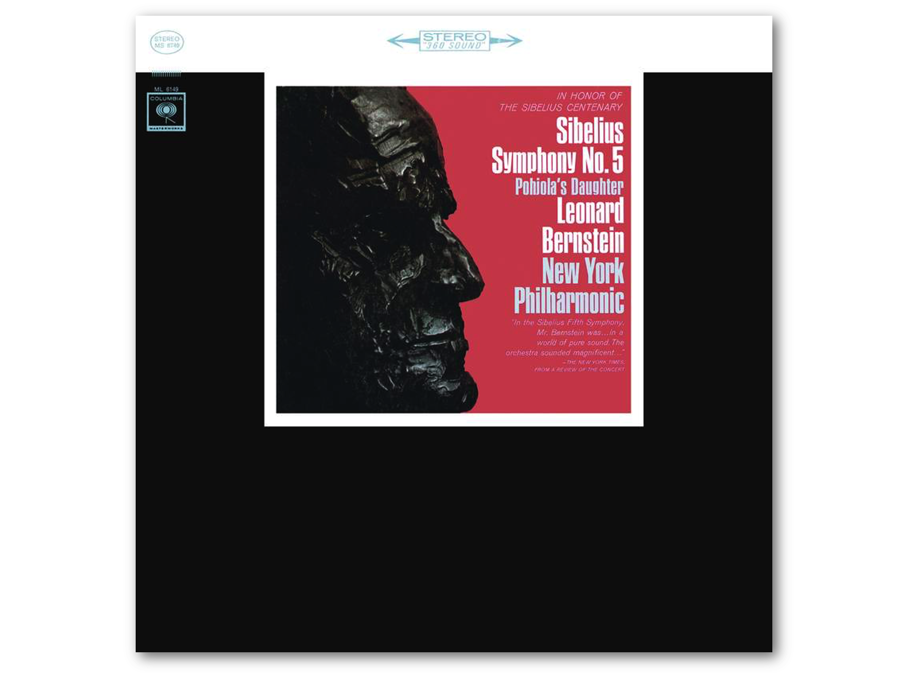 STEREO
MS 6749
STEREO
"360 SOUND"
ML 6149
COLUMBIA
MASTERWORKS
IN HONOR OF
THE SIBELIUS CENTENARY
Sibelius
Symphony No. 5
Pohiola's Daughter
Leonard
Bernstein
New York
Philharmonic
"In the Sibelius Fifth Symphony,
Mr. Bernstein was...in a
world of pure sound. The
orchestra sounded magnificent..."
—THE NEW YORK TIMES
FROM A REVIEW OF THE CONCERT